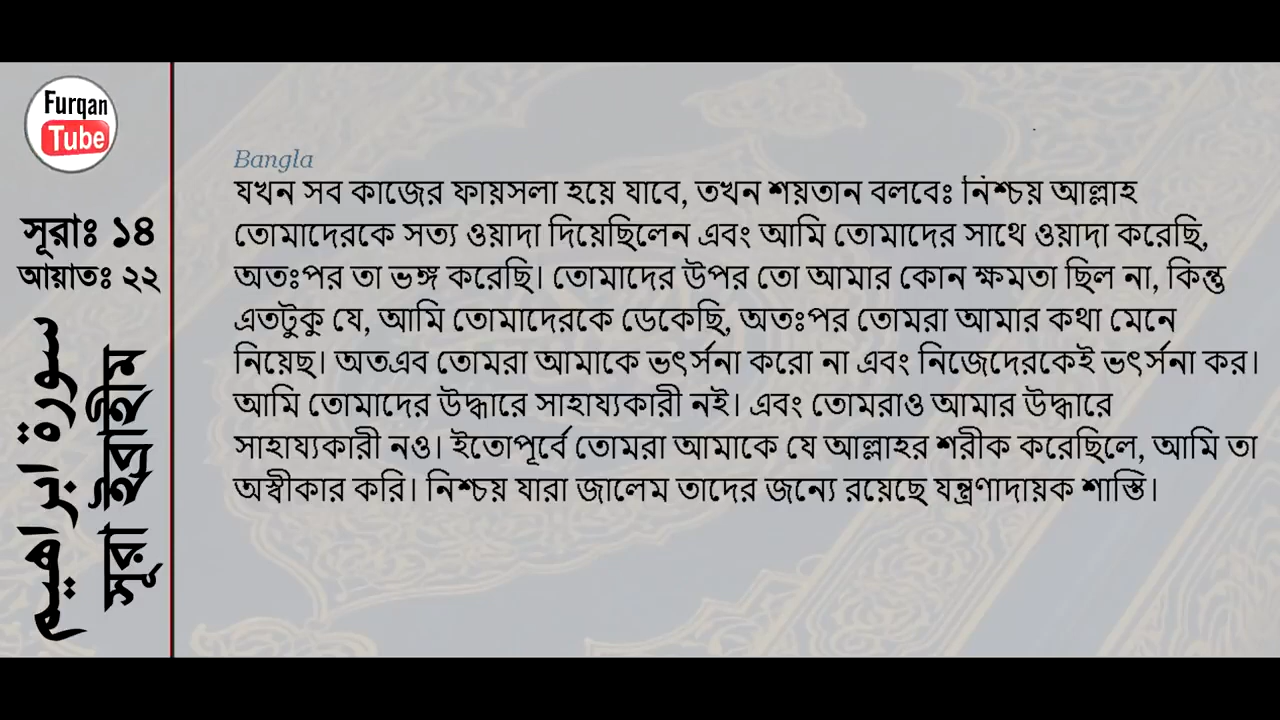 Furqan
Tube
সূরাঃ ১৪
আয়াতঃ ২২
سورة ابراهيم
সূরা ইব্রাহীম
Bangla
যখন সব কাজের ফায়সলা হয়ে যাবে, তখন শয়তান বলবেঃ নিশ্চয় আল্লাহ
তোমাদেরকে সত্য ওয়াদা দিয়েছিলেন এবং আমি তোমাদের সাথে ওয়াদা করেছি,
অতঃপর তা ভঙ্গ করেছি। তোমাদের উপর তো আমার কোন ক্ষমতা ছিল না, কিন্তু
এতটুকু যে, আমি তোমাদেরকে ডেকেছি, অতঃপর তোমরা আমার কথা মেনে
নিয়েছ। অতএব তোমরা আমাকে ভৎর্সনা করো না এবং নিজেদেরকেই ভৎর্সনা কর।
আমি তোমাদের উদ্ধারে সাহায্যকারী নই। এবং তোমরাও আমার উদ্ধারে
সাহায্যকারী নও। ইতোপূর্বে তোমরা আমাকে যে আল্লাহর শরীক করেছিলে, আমি তা
অস্বীকার করি। নিশ্চয় যারা জালেম তাদের জন্যে রয়েছে যন্ত্রণাদায়ক শাস্তি।